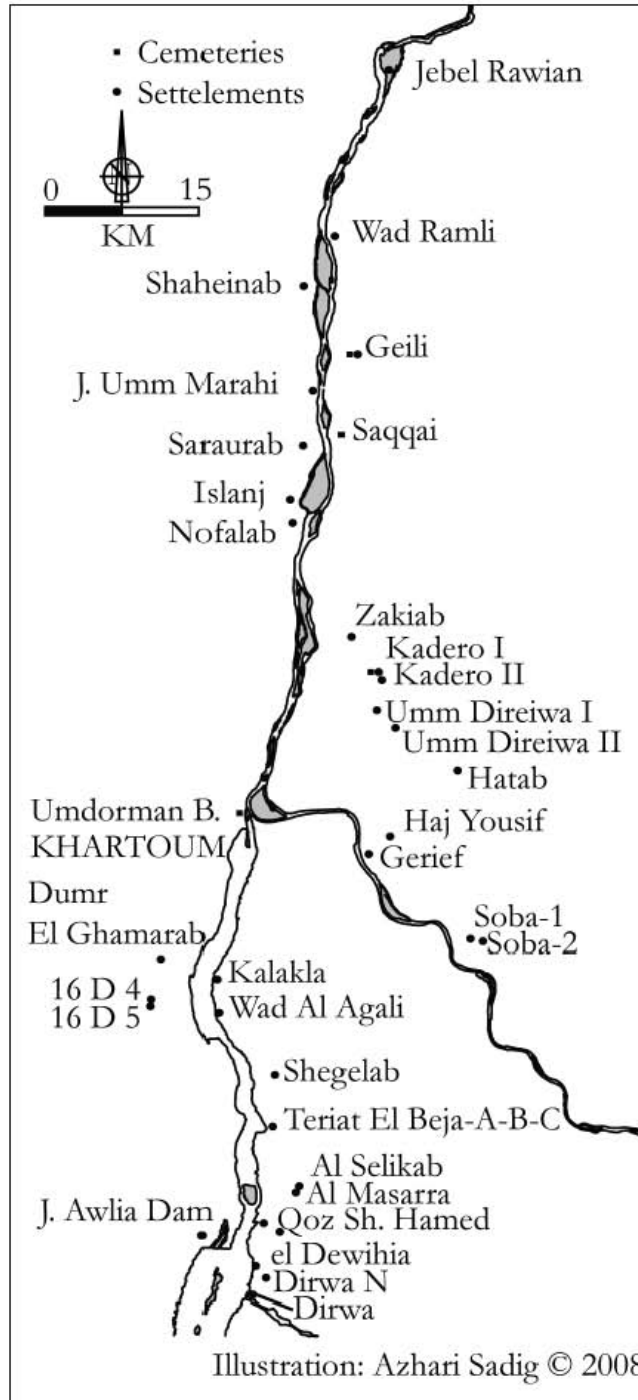 Cemeteries
Settelements
0 15
KM
Jebel Rawian
Wad Ramli
Shaheinab
Geili
J. Umm Marahi
Saqqai
Saraurab
Islanj
Nofalab
Zakiab
Kadero I
Kadero II
Umm Direiwa I
Umm Direiwa II
Hatab
Umdorman B.
KHARTOUM
Haj Yousif
Gerief
Dumr
El Ghamarab
Soba-1
Soba-2
16 D 4
16 D 5
Kalakla
Wad Al Agali
Shegelab
Teriat El Beja-A-B-C
Al Selikab
Al Masarra
J. Awlia Dam
Qoz Sh. Hamed
el Dewihia
Dirwa N
Dirwa
Illustration: Azhari Sadig © 2008